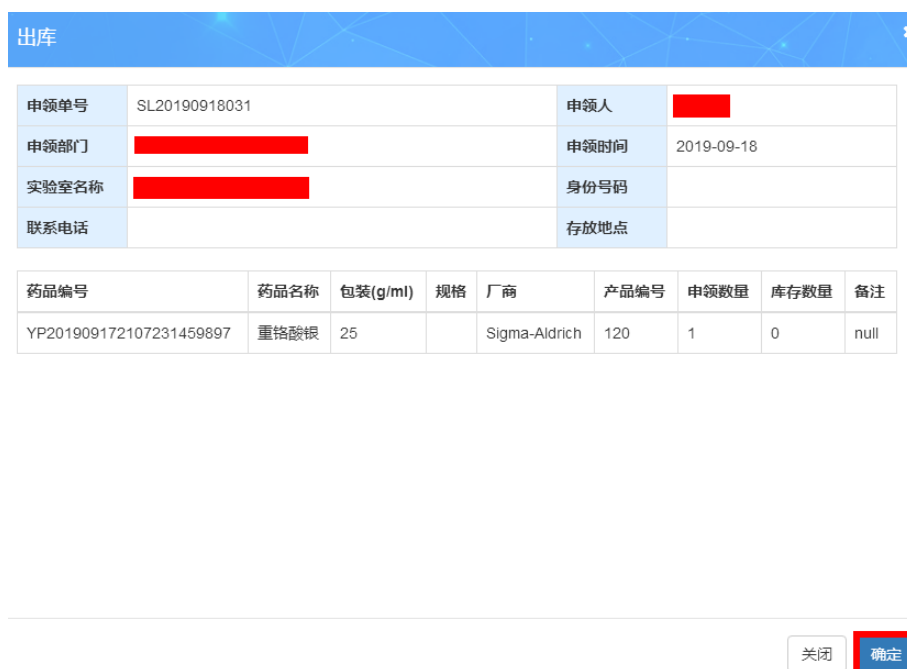 出库
申领单号 SL20190918031 申领人
申领部门 申领时间 2019-09-18
实验室名称 身份号码
联系电话 存放地点
药品编号 药品名称 包装(g/ml) 规格 厂商 产品编号 申领数量 库存数量 备注
YP201909172107231459897 重铬酸银 25 Sigma-Aldrich 120 1 0 null
关闭 确定